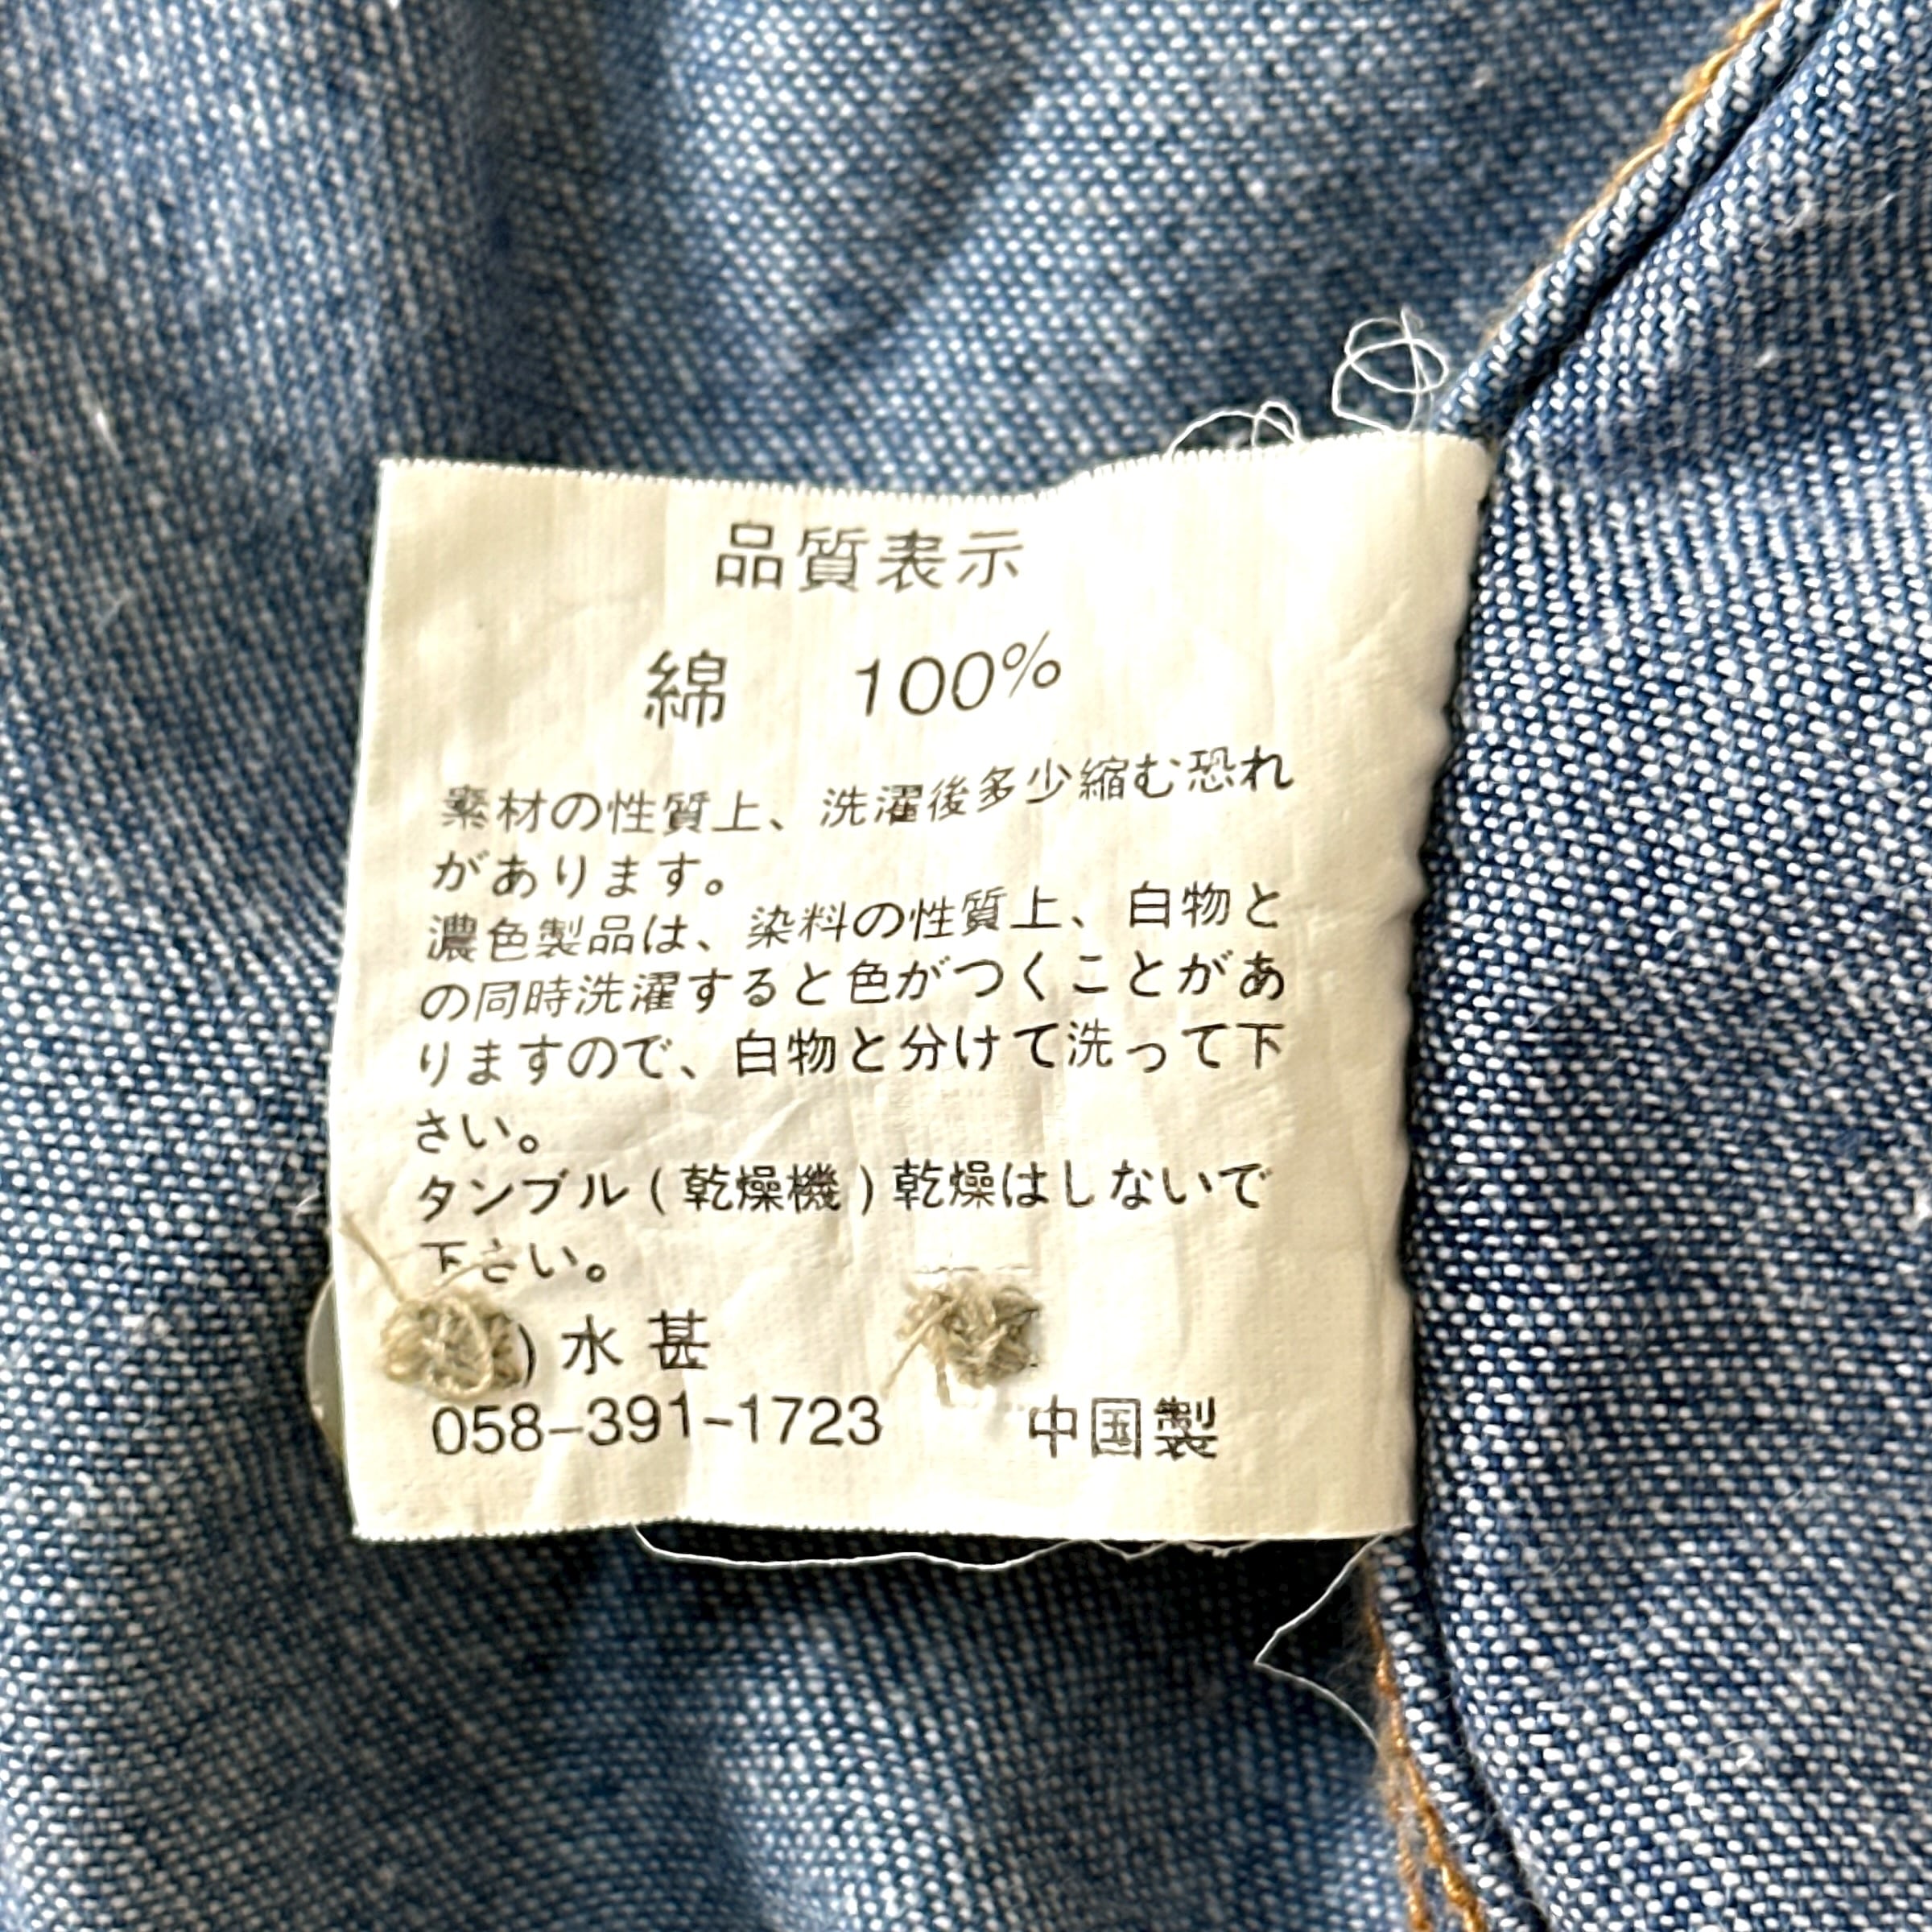 品質表示
綿 100%
素材の性質上、洗濯後多少縮む恐れ
があります。
濃色製品は、染料の性質上、白物と
の同時洗濯すると色がつくことがあ
りますので、白物と分けて洗って下
さい。
タンブル(乾燥機)乾燥はしないで
下さい。
)水甚
058-391-1723 中国製